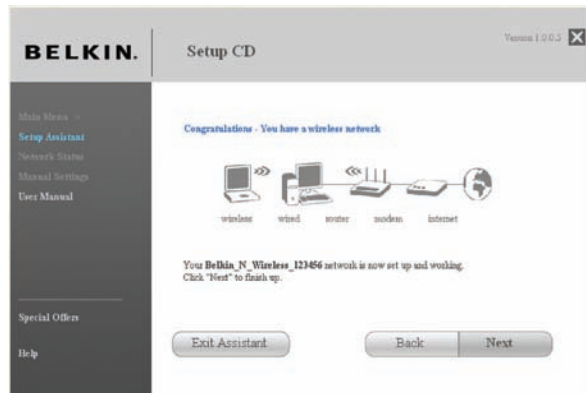 BELKIN.
Setup CD
Version 1.0.0.3
Main Menu >
Setup Assistant
Network Status
Manual Settings
User Manual
Special Offers
Help
Congratulations - You have a wireless network
wireless wired router modem internet
Your Belkin_N_Wireless_123456 network is now set up and working.
Click "Next" to finish up.
Exit Assistant
Back
Next